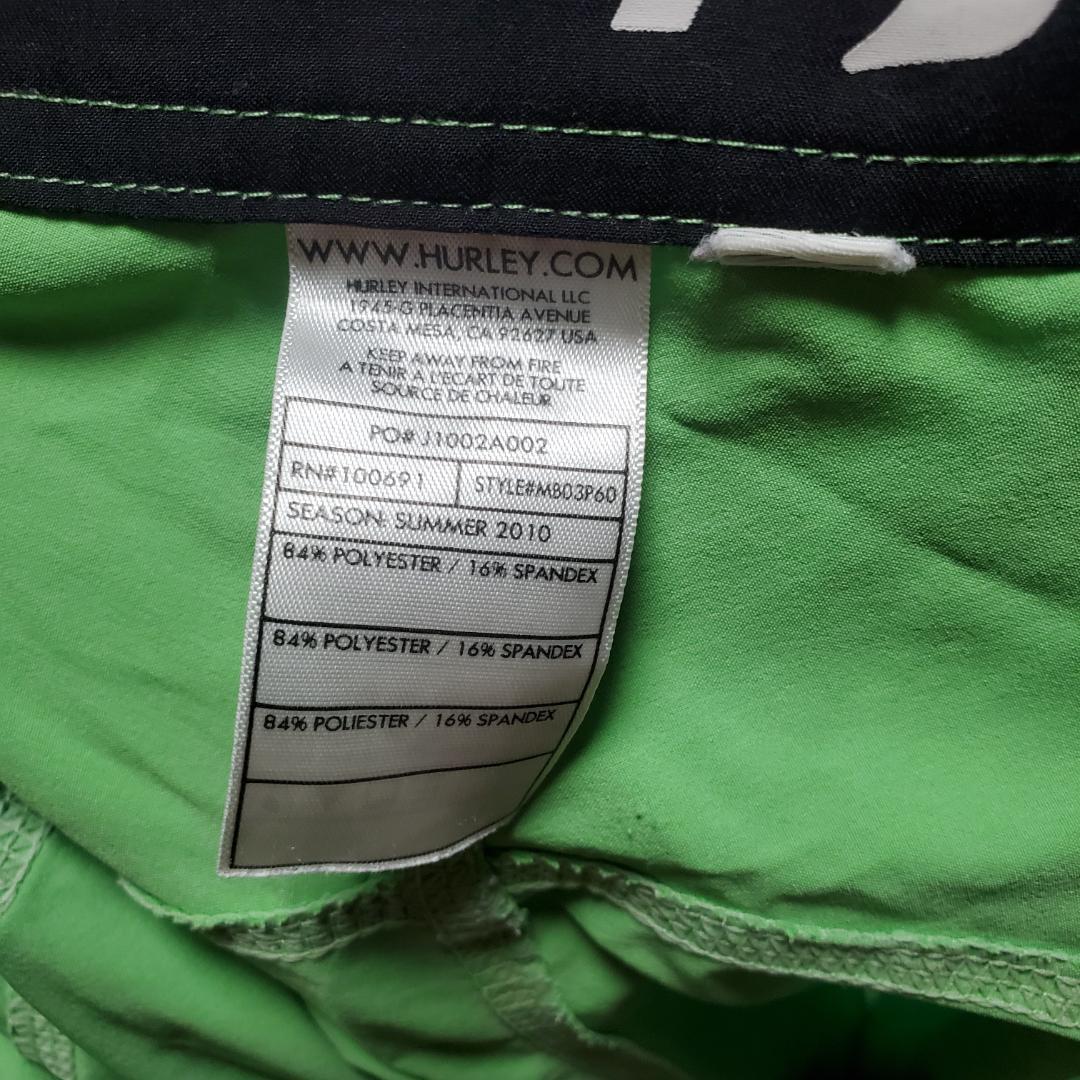 WWW.HURLEY.COM
HURLEY INTERNATIONAL LLC
1945-G PLACENTIA AVENUE
COSTA MESA, CA 92627 USA
KEEP AWAY FROM FIRE
A TENIR A L'ECART DE TOUTE
SOURCE DE CHALEUR
PO# J1002A002
RN#100691 STYLE#MB03P60
SEASON: SUMMER 2010
84% POLYESTER / 16% SPANDEX
84% POLYESTER / 16% SPANDEX
84% POLIESTER / 16% SPANDEX